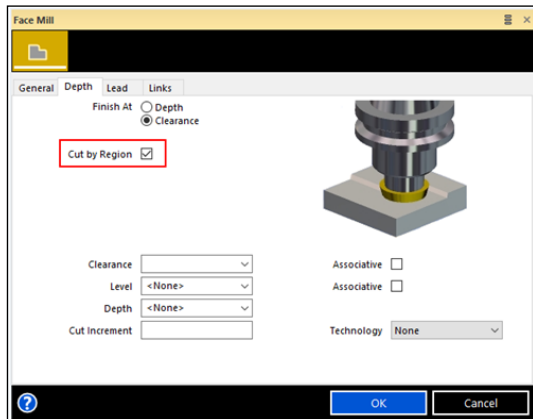 Face Mill
General Depth Lead Links
Finish At Depth
Clearance
Cut by Region
Clearance Associative
Level <None> Associative
Depth <None>
Cut Increment Technology None
? OK Cancel